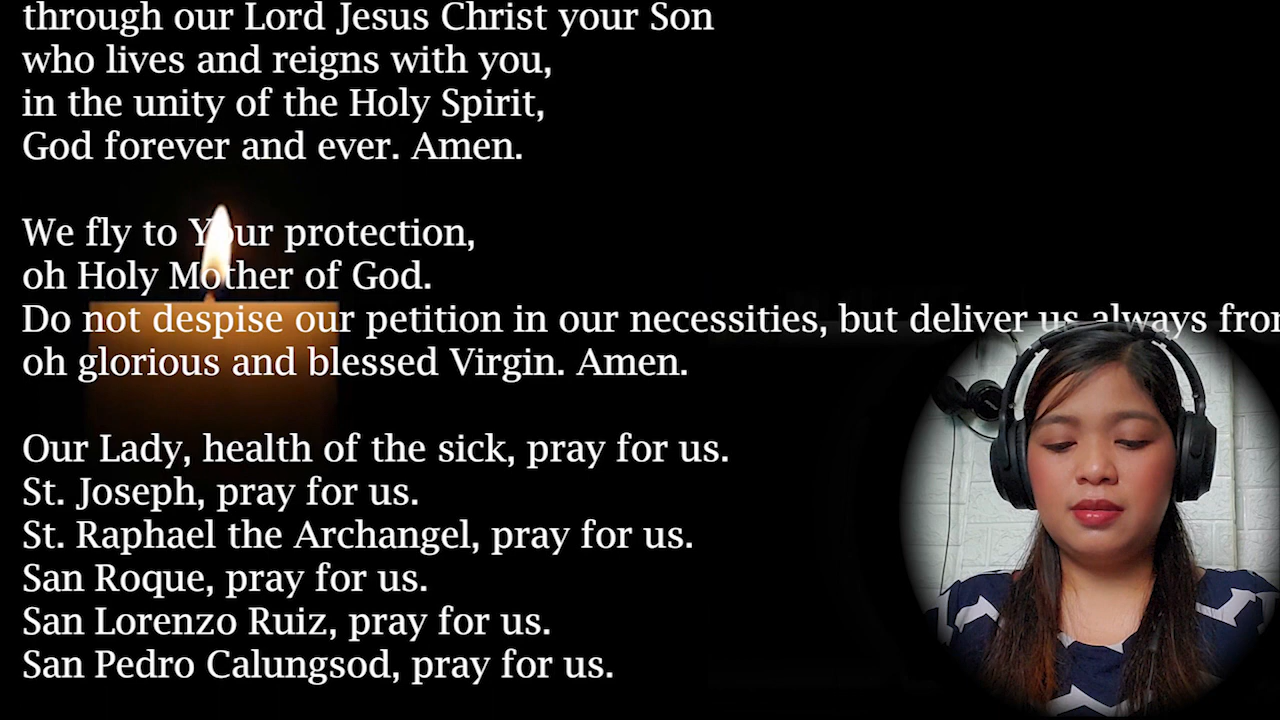 through our Lord Jesus Christ your Son
who lives and reigns with you,
in the unity of the Holy Spirit,
God forever and ever. Amen.
We fly to Your protection,
oh Holy Mother of God.
Do not despise our petition in our necessities, but deliver us always
oh glorious and blessed Virgin. Amen.
Our Lady, health of the sick, pray for us.
St. Joseph, pray for us.
St. Raphael the Archangel, pray for us.
San Roque, pray for us.
San Lorenzo Ruiz, pray for us.
San Pedro Calungsod, pray for us.